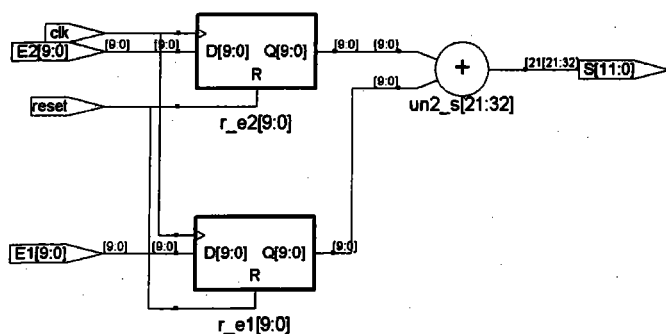 clk
E2[9:0]
[9:0]
[9:0]
D[9:0]
Q[9:0]
[9:0]
[9:0]
R
reset
r_e2[9:0]
[9:0]
+
un2_s[21:32]
[21[21:32]
S[11:0]
E1[9:0]
[9:0]
[9:0]
D[9:0]
Q[9:0]
[9:0]
R
r_e1[9:0]